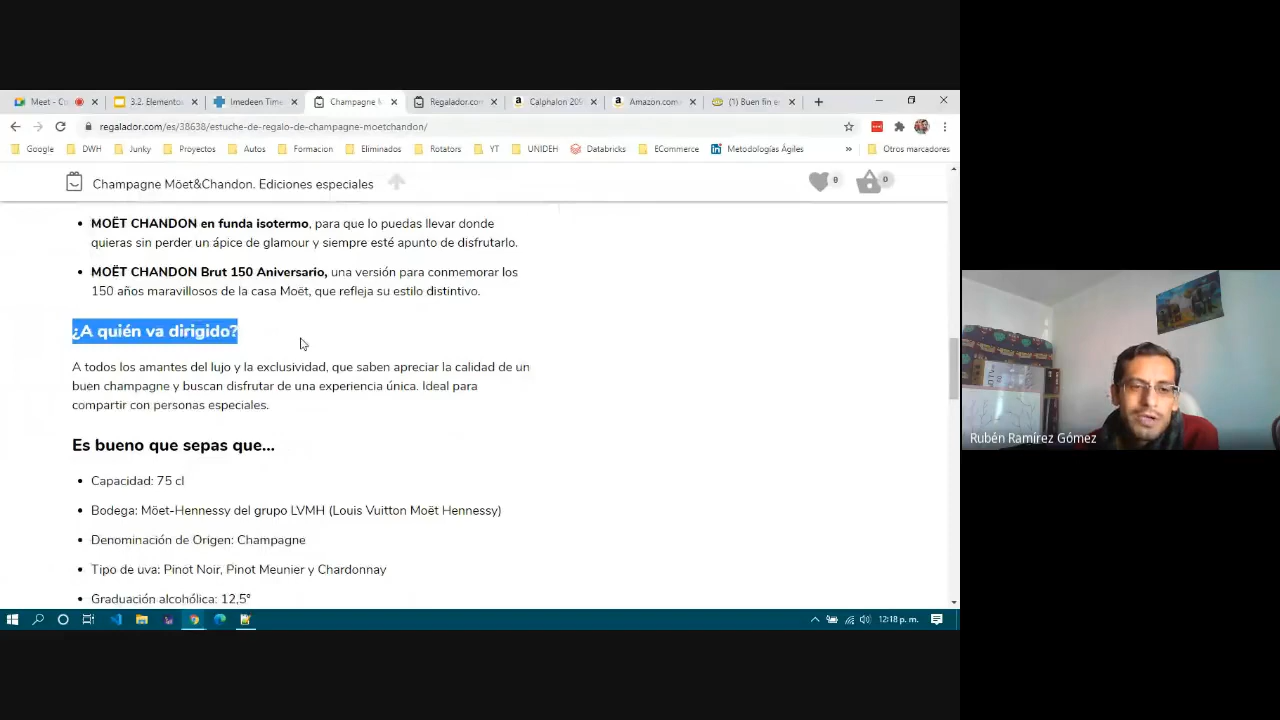 Meet - Co
3.2. Elemento
Imedeen Time
Champagne M
Regalador.com
Calphalon 209
Amazon.com
(1) Buen fin e
regalador.com/es/38638/estuche-de-regalo-de-champagne-moetchandon/
Google
DWH
Junky
Proyectos
Autos
Formacion
Eliminados
Rotators
YT
UNIDEH
Databricks
ECommerce
Metodologías Ágiles
»
Otros marcadores
Champagne Möet&Chandon. Ediciones especiales
0
0
• MOËT CHANDON en funda isotermo, para que lo puedas llevar donde
quieras sin perder un ápice de glamour y siempre esté apunto de disfrutarlo.
• MOËT CHANDON Brut 150 Aniversario, una versión para conmemorar los
150 años maravillosos de la casa Moët, que refleja su estilo distintivo.
¿A quién va dirigido?
A todos los amantes del lujo y la exclusividad, que saben apreciar la calidad de un
buen champagne y buscan disfrutar de una experiencia única. Ideal para
compartir con personas especiales.
Es bueno que sepas que...
• Capacidad: 75 cl
• Bodega: Möet-Hennessy del grupo LVMH (Louis Vuitton Moët Hennessy)
• Denominación de Origen: Champagne
• Tipo de uva: Pinot Noir, Pinot Meunier y Chardonnay
• Graduación alcohólica: 12,5°
12:18 p. m.
Rubén Ramírez Gómez